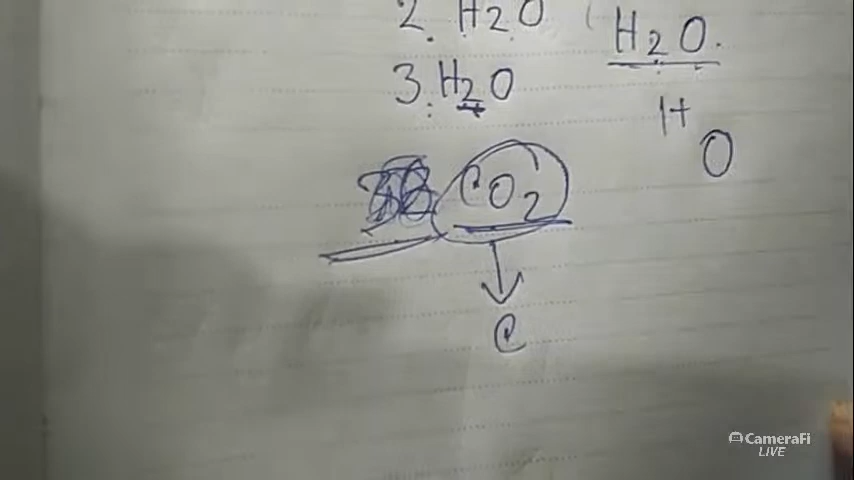 2. H2O
H2O.
3. H2O
H
O
CO2
C
CameraFi
LIVE